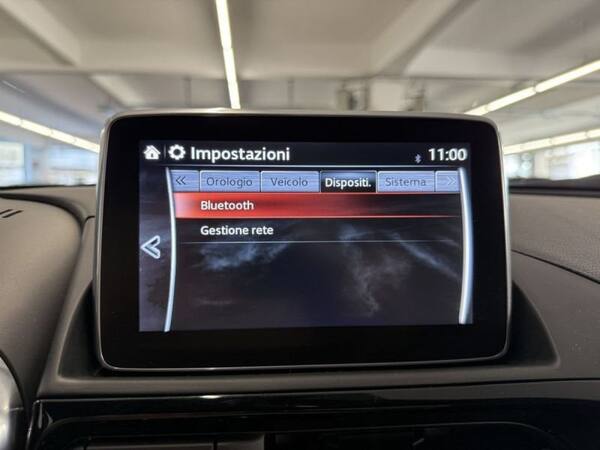 Impostazioni 11:00
Orologio Veicolo Dispositi. Sistema
Bluetooth
Gestione rete